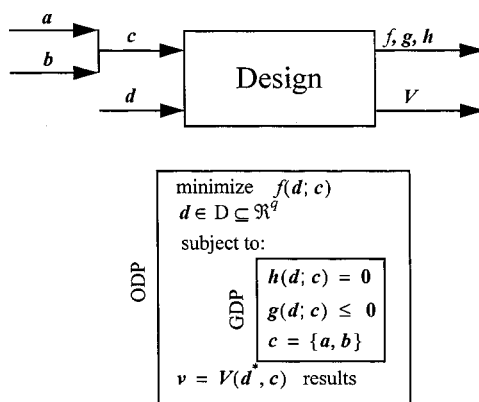 a
b
c
d
Design
f, g, h
V
ODP
minimize f(d; c)
d ∈ D ⊆ ℜ^q
subject to:
GDP
h(d; c) = 0
g(d; c) ≤ 0
c = {a, b}
v = V(d*, c) results